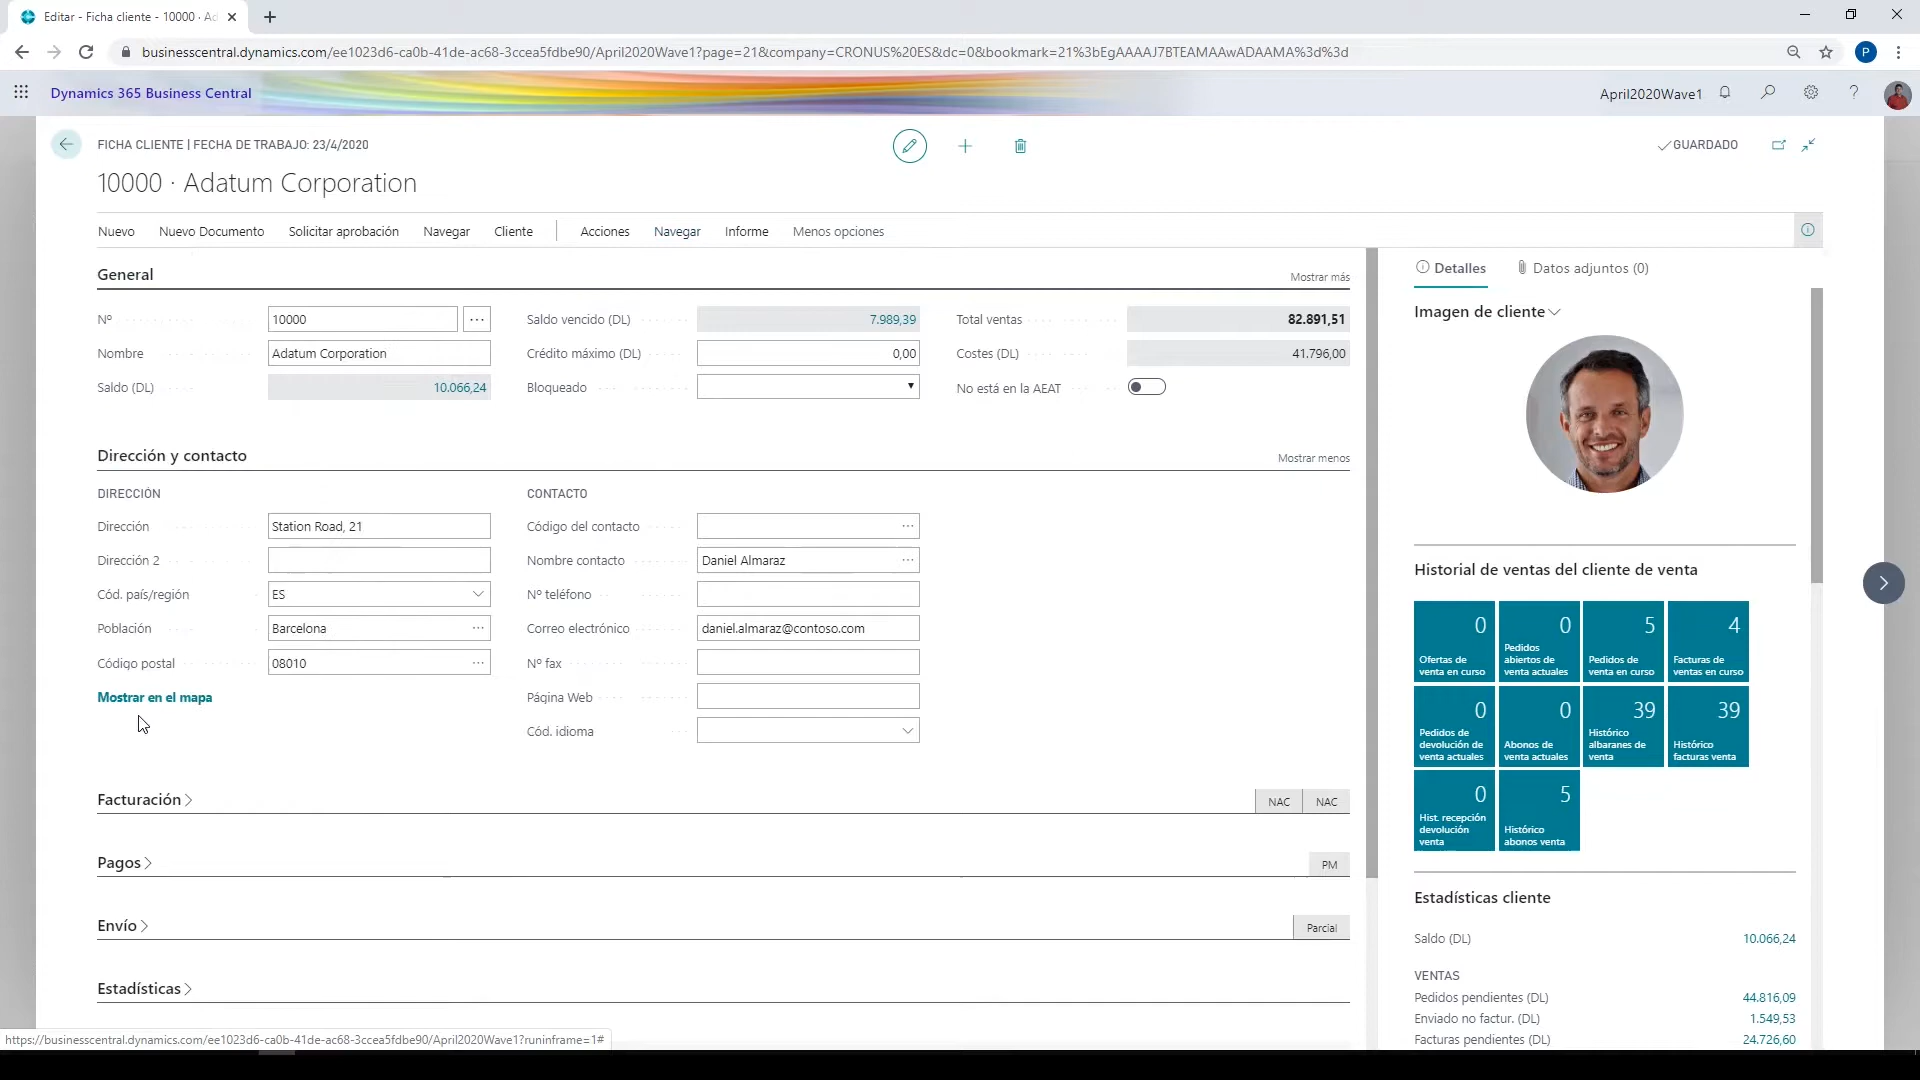 Editar - Ficha cliente - 10000 · Ad
businesscentral.dynamics.com/ee1023d6-ca0b-41de-ac68-3ccea5fdbe90/April2020Wave1?page=21&company=CRONUS%20ES&dc=0&bookmark=21%3bEgAAAAJ7BTEAMAAwADAAMA%3d%3d
P
Dynamics 365 Business Central
April2020Wave1
FICHA CLIENTE | FECHA DE TRABAJO: 23/4/2020
GUARDADO
10000 · Adatum Corporation
Nuevo
Nuevo Documento
Solicitar aprobación
Navegar
Cliente
Acciones
Navegar
Informe
Menos opciones
General
Mostrar más
Nº
10000
Saldo vencido (DL)
7.989,39
Total ventas
82.891,51
Nombre
Adatum Corporation
Crédito máximo (DL)
0,00
Costes (DL)
41.796,00
Saldo (DL)
10.066,24
Bloqueado
No está en la AEAT
Dirección y contacto
Mostrar menos
DIRECCIÓN
CONTACTO
Dirección
Station Road, 21
Código del contacto
Dirección 2
Nombre contacto
Daniel Almaraz
Cód. país/región
ES
Nº teléfono
Población
Barcelona
Correo electrónico
daniel.almaraz@contoso.com
Código postal
08010
Nº fax
Mostrar en el mapa
Página Web
Cód. idioma
Facturación
NAC
NAC
Pagos
PM
Envío
Parcial
Estadísticas
Detalles
Datos adjuntos (0)
Imagen de cliente
Historial de ventas del cliente de venta
0
Ofertas de
venta en curso
0
Pedidos
abiertos de
venta actuales
5
Pedidos de
venta en curso
4
Facturas de
ventas en curso
0
Pedidos de
devolución de
venta actuales
0
Abonos de
venta actuales
39
Histórico
albaranes de
venta
39
Histórico
facturas venta
0
Hist. recepción
devolución
venta
5
Histórico
abonos venta
Estadísticas cliente
Saldo (DL)
10.066,24
VENTAS
Pedidos pendientes (DL)
44.816,09
Enviado no factur. (DL)
1.549,53
Facturas pendientes (DL)
24.726,60
https://businesscentral.dynamics.com/ee1023d6-ca0b-41de-ac68-3ccea5fdbe90/April2020Wave1?runinframe=1#